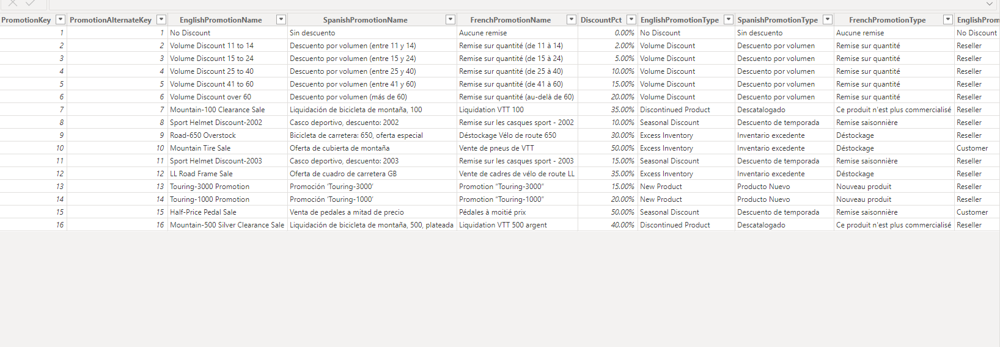 PromotionKey PromotionAlternateKey EnglishPromotionName SpanishPromotionName FrenchPromotionName DiscountPct EnglishPromotionType SpanishPromotionType FrenchPromotionType EnglishProm
1 1 No Discount Sin descuento Aucune remise 0.00% No Discount Sin descuento Aucune remise No Discount
2 2 Volume Discount 11 to 14 Descuento por volumen (entre 11 y 14) Remise sur quantité (de 11 à 14) 2.00% Volume Discount Descuento por volumen Remise sur quantité Reseller
3 3 Volume Discount 15 to 24 Descuento por volumen (entre 15 y 24) Remise sur quantité (de 15 à 24) 5.00% Volume Discount Descuento por volumen Remise sur quantité Reseller
4 4 Volume Discount 25 to 40 Descuento por volumen (entre 25 y 40) Remise sur quantité (de 25 à 40) 10.00% Volume Discount Descuento por volumen Remise sur quantité Reseller
5 5 Volume Discount 41 to 60 Descuento por volumen (entre 41 y 60) Remise sur quantité (de 41 à 60) 15.00% Volume Discount Descuento por volumen Remise sur quantité Reseller
6 6 Volume Discount over 60 Descuento por volumen (más de 60) Remise sur quantité (au-delà de 60) 20.00% Volume Discount Descuento por volumen Remise sur quantité Reseller
7 7 Mountain-100 Clearance Sale Liquidación de bicicleta de montaña, 100 Liquidation VTT 100 35.00% Discontinued Product Descatalogado Ce produit n'est plus commercialisé Reseller
8 8 Sport Helmet Discount-2002 Casco deportivo, descuento: 2002 Remise sur les casques sport - 2002 10.00% Seasonal Discount Descuento de temporada Remise saisonnière Reseller
9 9 Road-650 Overstock Bicicleta de carretera: 650, oferta especial Déstockage Vélo de route 650 30.00% Excess Inventory Inventario excedente Déstockage Reseller
10 10 Mountain Tire Sale Oferta de cubierta de montaña Vente de pneus de VTT 50.00% Excess Inventory Inventario excedente Déstockage Customer
11 11 Sport Helmet Discount-2003 Casco deportivo, descuento: 2003 Remise sur les casques sport - 2003 15.00% Seasonal Discount Descuento de temporada Remise saisonnière Reseller
12 12 LL Road Frame Sale Oferta de cuadro de carretera GB Vente de cadres de vélo de route LL 35.00% Excess Inventory Inventario excedente Déstockage Reseller
13 13 Touring-3000 Promotion Promoción ‘Touring-3000’ Promotion “Touring-3000” 15.00% New Product Producto Nuevo Nouveau produit Reseller
14 14 Touring-1000 Promotion Promoción ‘Touring-1000’ Promotion “Touring-1000” 20.00% New Product Producto Nuevo Nouveau produit Reseller
15 15 Half-Price Pedal Sale Venta de pedales a mitad de precio Pédales à moitié prix 50.00% Seasonal Discount Descuento de temporada Remise saisonnière Customer
16 16 Mountain-500 Silver Clearance Sale Liquidación de bicicleta de montaña, 500, plateada Liquidation VTT 500 argent 40.00% Discontinued Product Descatalogado Ce produit n'est plus commercialisé Reseller